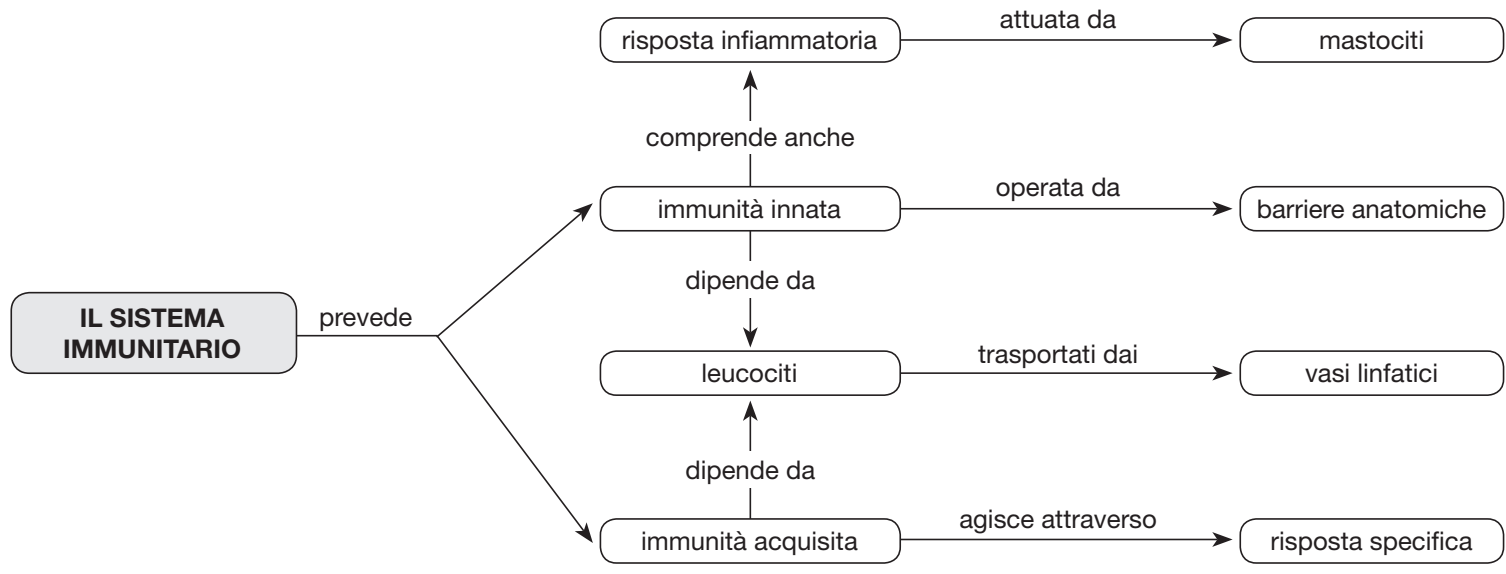 risposta infiammatoria
attuata da
mastociti
comprende anche
immunità innata
operata da
barriere anatomiche
dipende da
IL SISTEMA
IMMUNITARIO
prevede
leucociti
trasportati dai
vasi linfatici
dipende da
immunità acquisita
agisce attraverso
risposta specifica